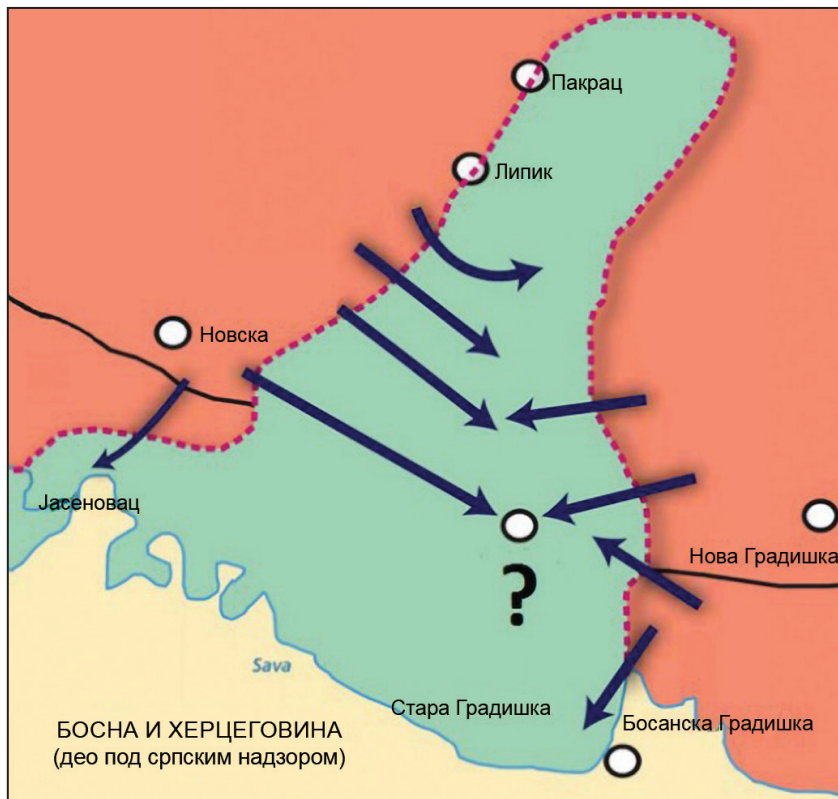 Пакрац
Липик
Новска
Јасеновац
Нова Градишка
?
Sava
Стара Градишка
Босанска Градишка
БОСНА И ХЕРЦЕГОВИНА
(део под српским надзором)